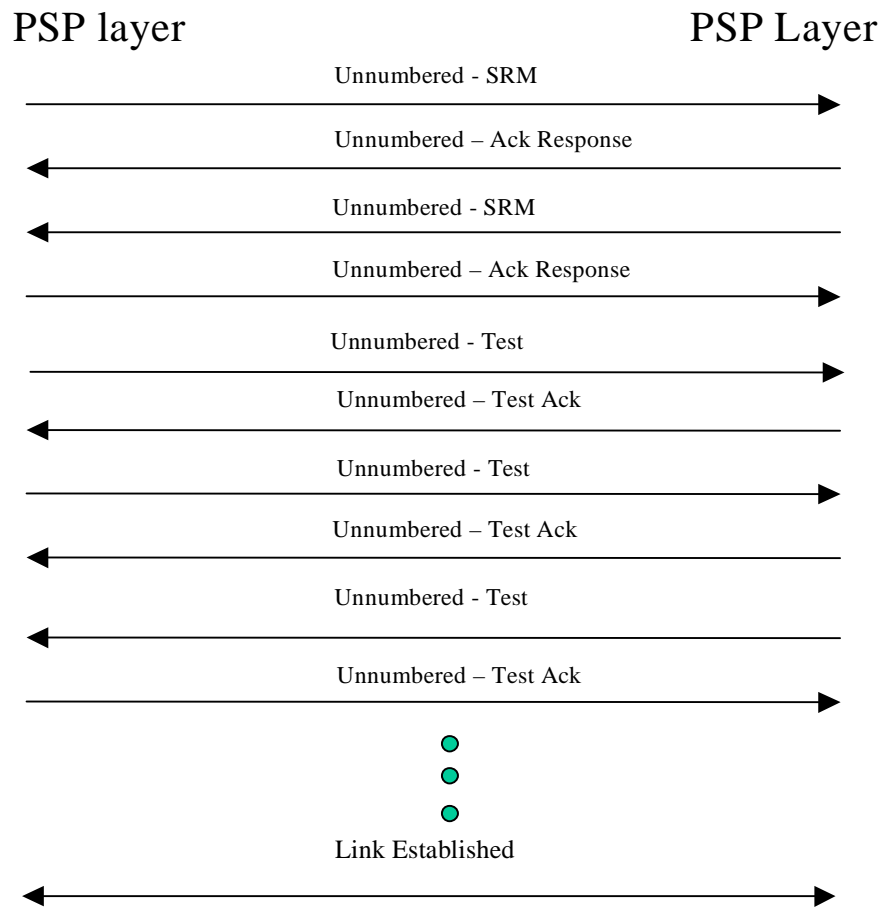 PSP layer
PSP Layer
Unnumbered - SRM
Unnumbered – Ack Response
Unnumbered - SRM
Unnumbered – Ack Response
Unnumbered - Test
Unnumbered – Test Ack
Unnumbered - Test
Unnumbered – Test Ack
Unnumbered - Test
Unnumbered – Test Ack
Link Established